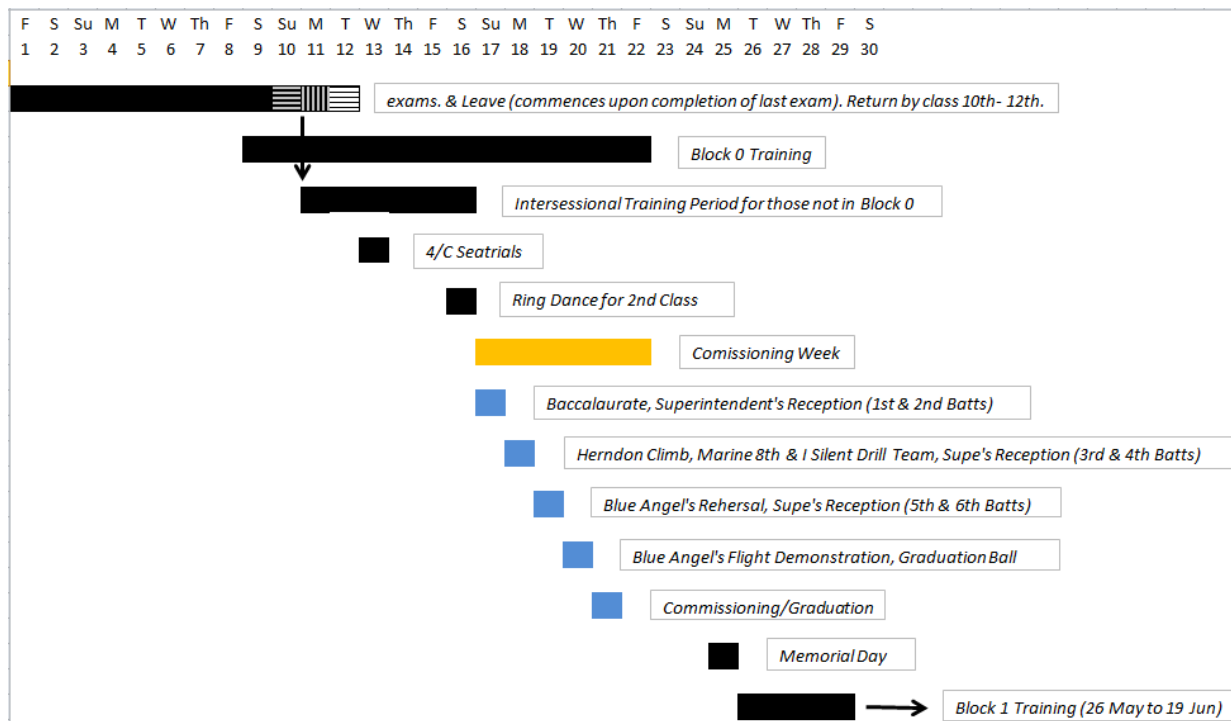 F S Su M T W Th F S Su M T W Th F S Su M T W Th F S Su M T W Th F S
1 2 3 4 5 6 7 8 9 10 11 12 13 14 15 16 17 18 19 20 21 22 23 24 25 26 27 28 29 30
exams. & Leave (commences upon completion of last exam). Return by class 10th- 12th.
Block 0 Training
Intersessional Training Period for those not in Block 0
4/C Seatrials
Ring Dance for 2nd Class
Comissioning Week
Baccalaurate, Superintendent's Reception (1st & 2nd Batts)
Herndon Climb, Marine 8th & I Silent Drill Team, Supe's Reception (3rd & 4th Batts)
Blue Angel's Rehersal, Supe's Reception (5th & 6th Batts)
Blue Angel's Flight Demonstration, Graduation Ball
Commissioning/Graduation
Memorial Day
Block 1 Training (26 May to 19 Jun)